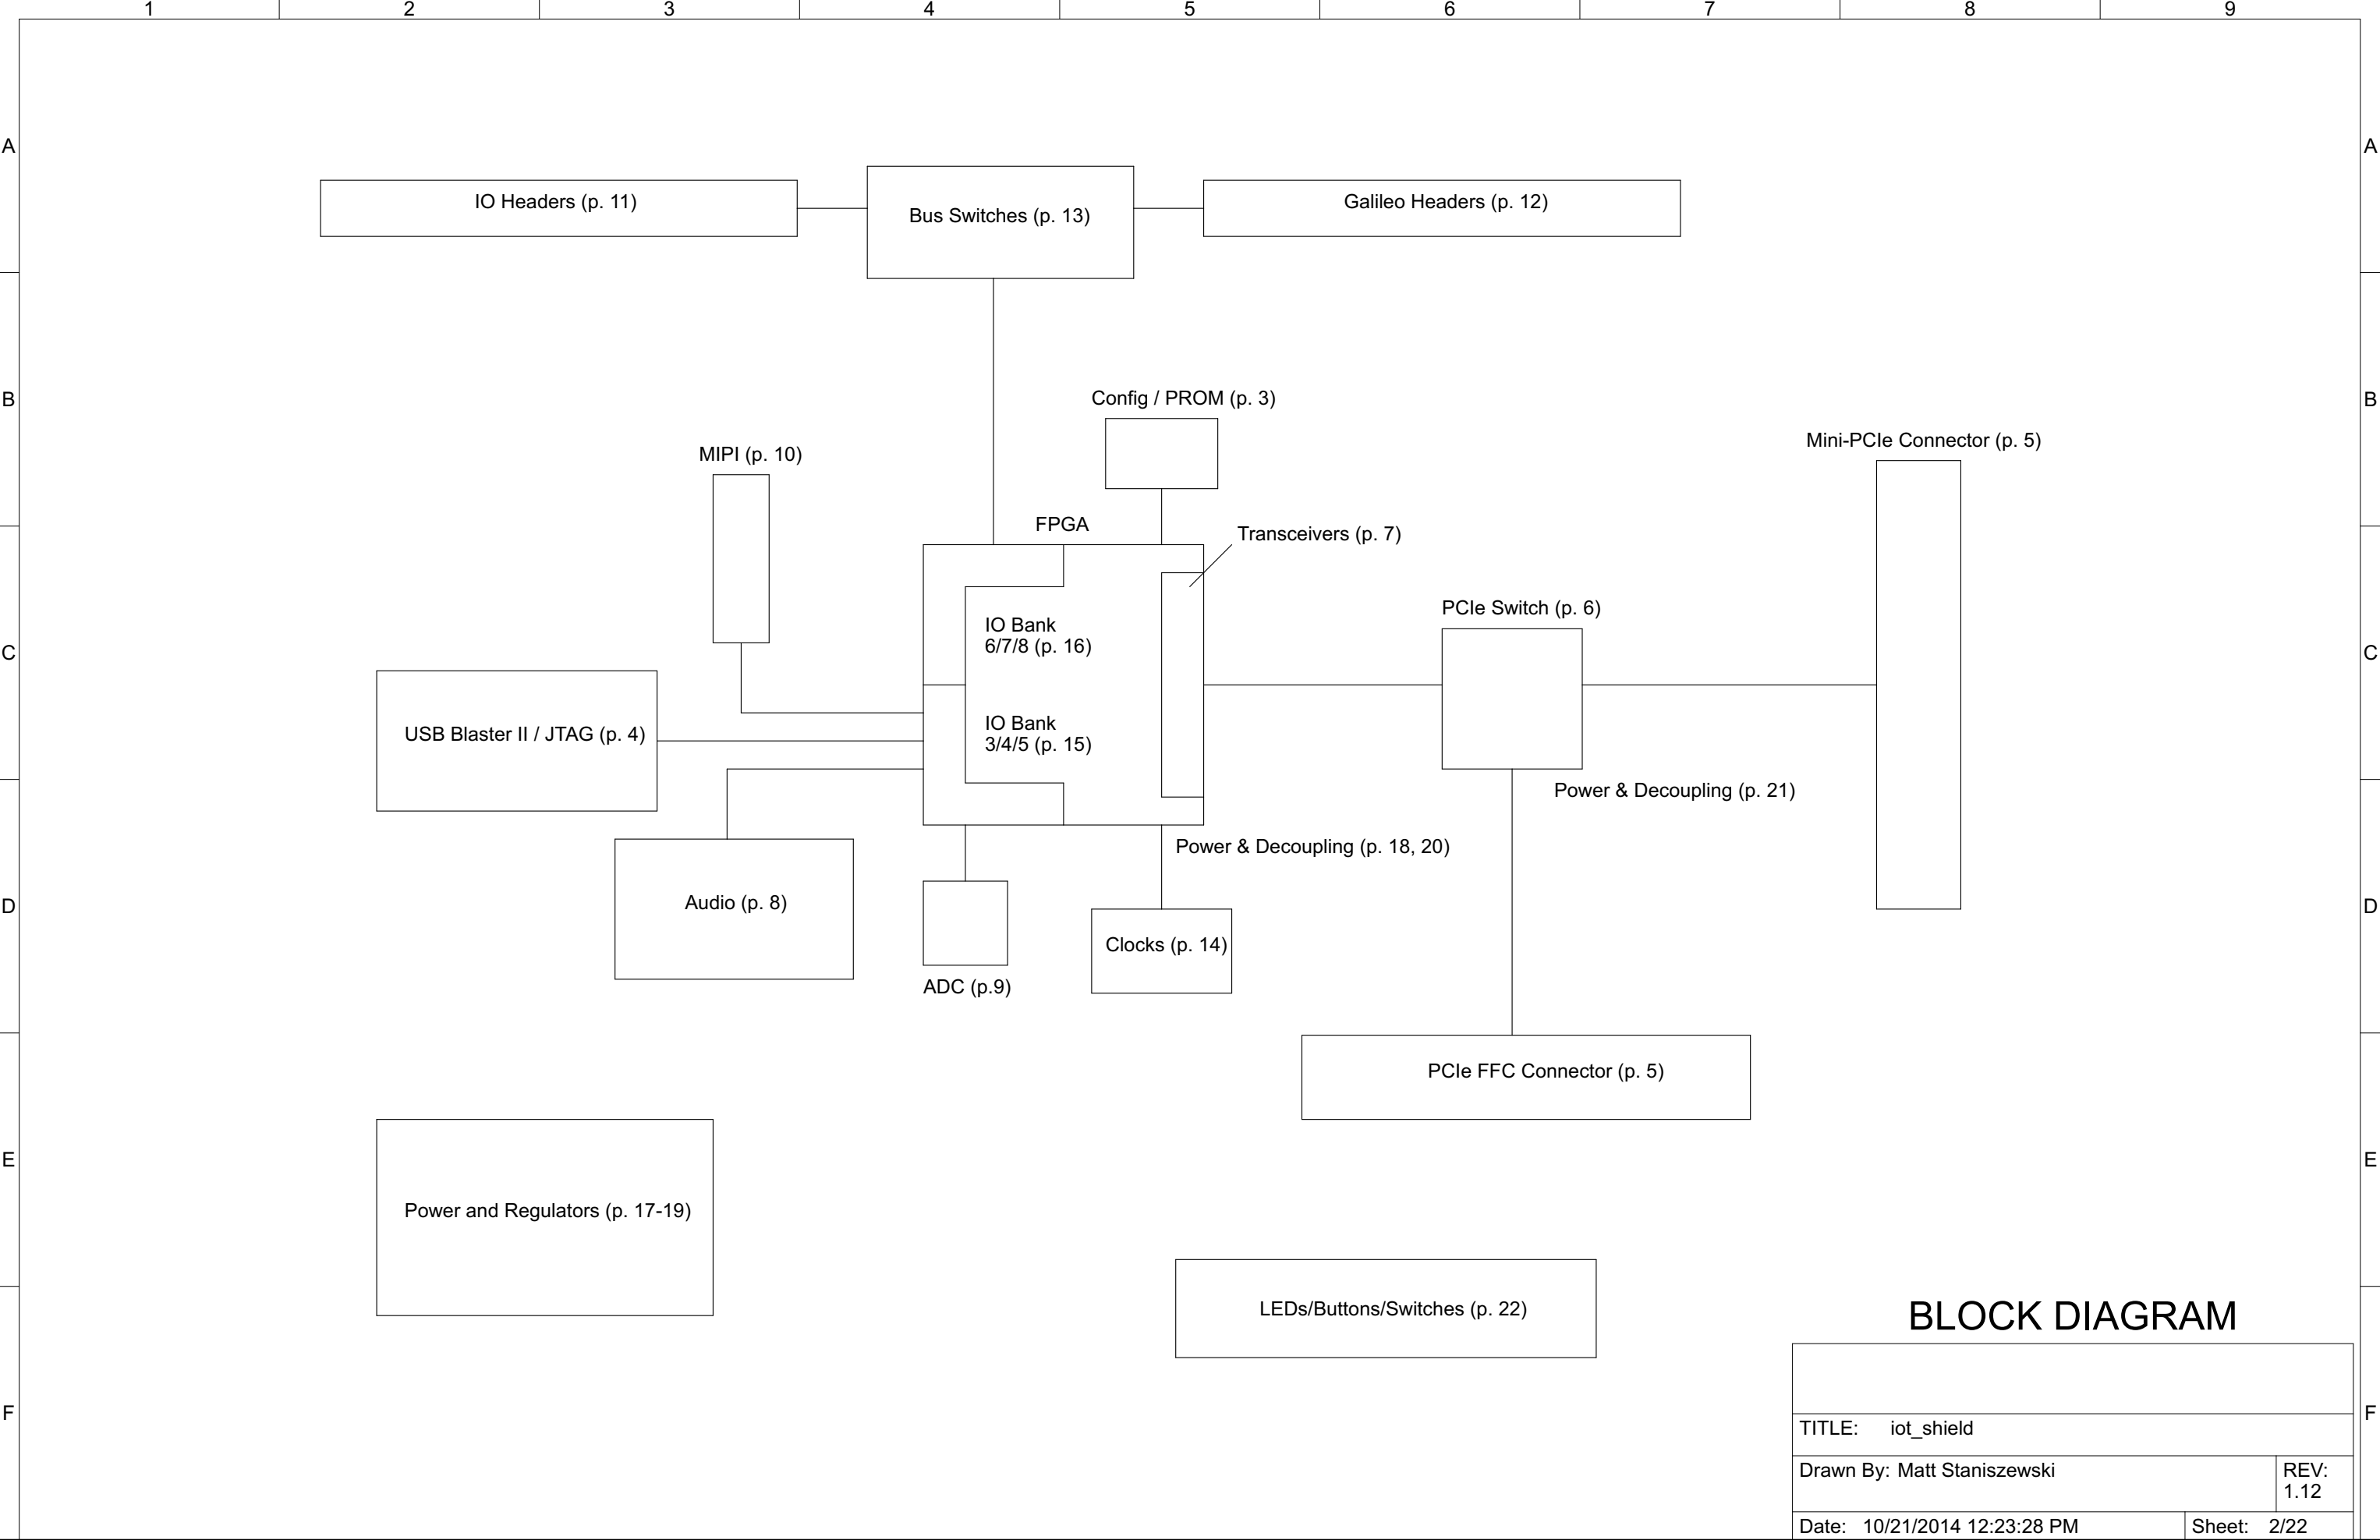 1 2 3 4 5 6 7 8 9
A A
IO Headers (p. 11)
Bus Switches (p. 13)
Galileo Headers (p. 12)
B B
Config / PROM (p. 3)
MIPI (p. 10)
Mini-PCIe Connector (p. 5)
FPGA
Transceivers (p. 7)
PCIe Switch (p. 6)
IO Bank
6/7/8 (p. 16)
C C
USB Blaster II / JTAG (p. 4)
IO Bank
3/4/5 (p. 15)
Power & Decoupling (p. 21)
Power & Decoupling (p. 18, 20)
D D
Audio (p. 8)
Clocks (p. 14)
ADC (p.9)
PCIe FFC Connector (p. 5)
E E
Power and Regulators (p. 17-19)
LEDs/Buttons/Switches (p. 22)
BLOCK DIAGRAM
F F
TITLE: iot_shield
Drawn By: Matt Staniszewski
REV:
1.12
Date: 10/21/2014 12:23:28 PM
Sheet: 2/22